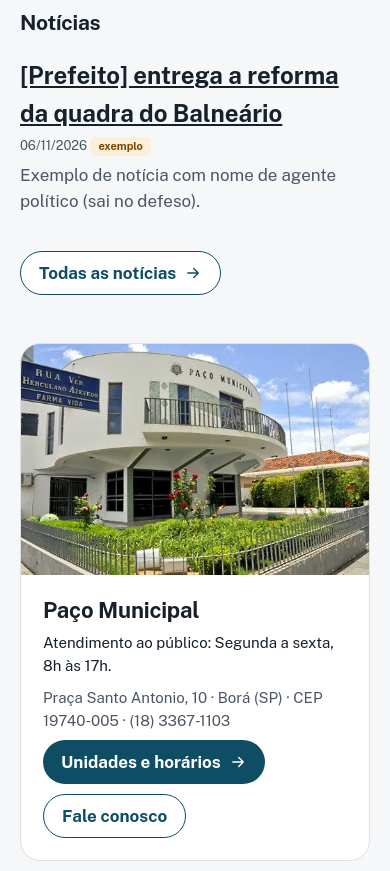 Notícias
[Prefeito] entrega a reforma
da quadra do Balneário
06/11/2026 exemplo
Exemplo de notícia com nome de agente
político (sai no defeso).
Todas as notícias →
RUA VER.
HERCULANO AZEVEDO
FARMA VIDA
PAÇO MUNICIPAL
Paço Municipal
Atendimento ao público: Segunda a sexta,
8h às 17h.
Praça Santo Antonio, 10 · Borá (SP) · CEP
19740-005 · (18) 3367-1103
Unidades e horários →
Fale conosco